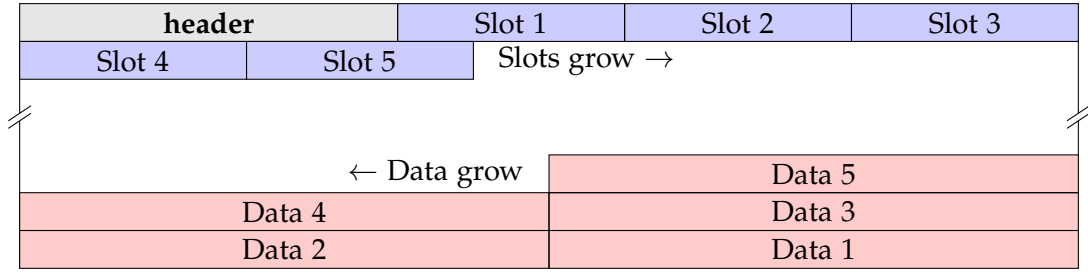 header Slot 1 Slot 2 Slot 3
Slot 4 Slot 5 Slots grow →
← Data grow Data 5
Data 4 Data 3
Data 2 Data 1